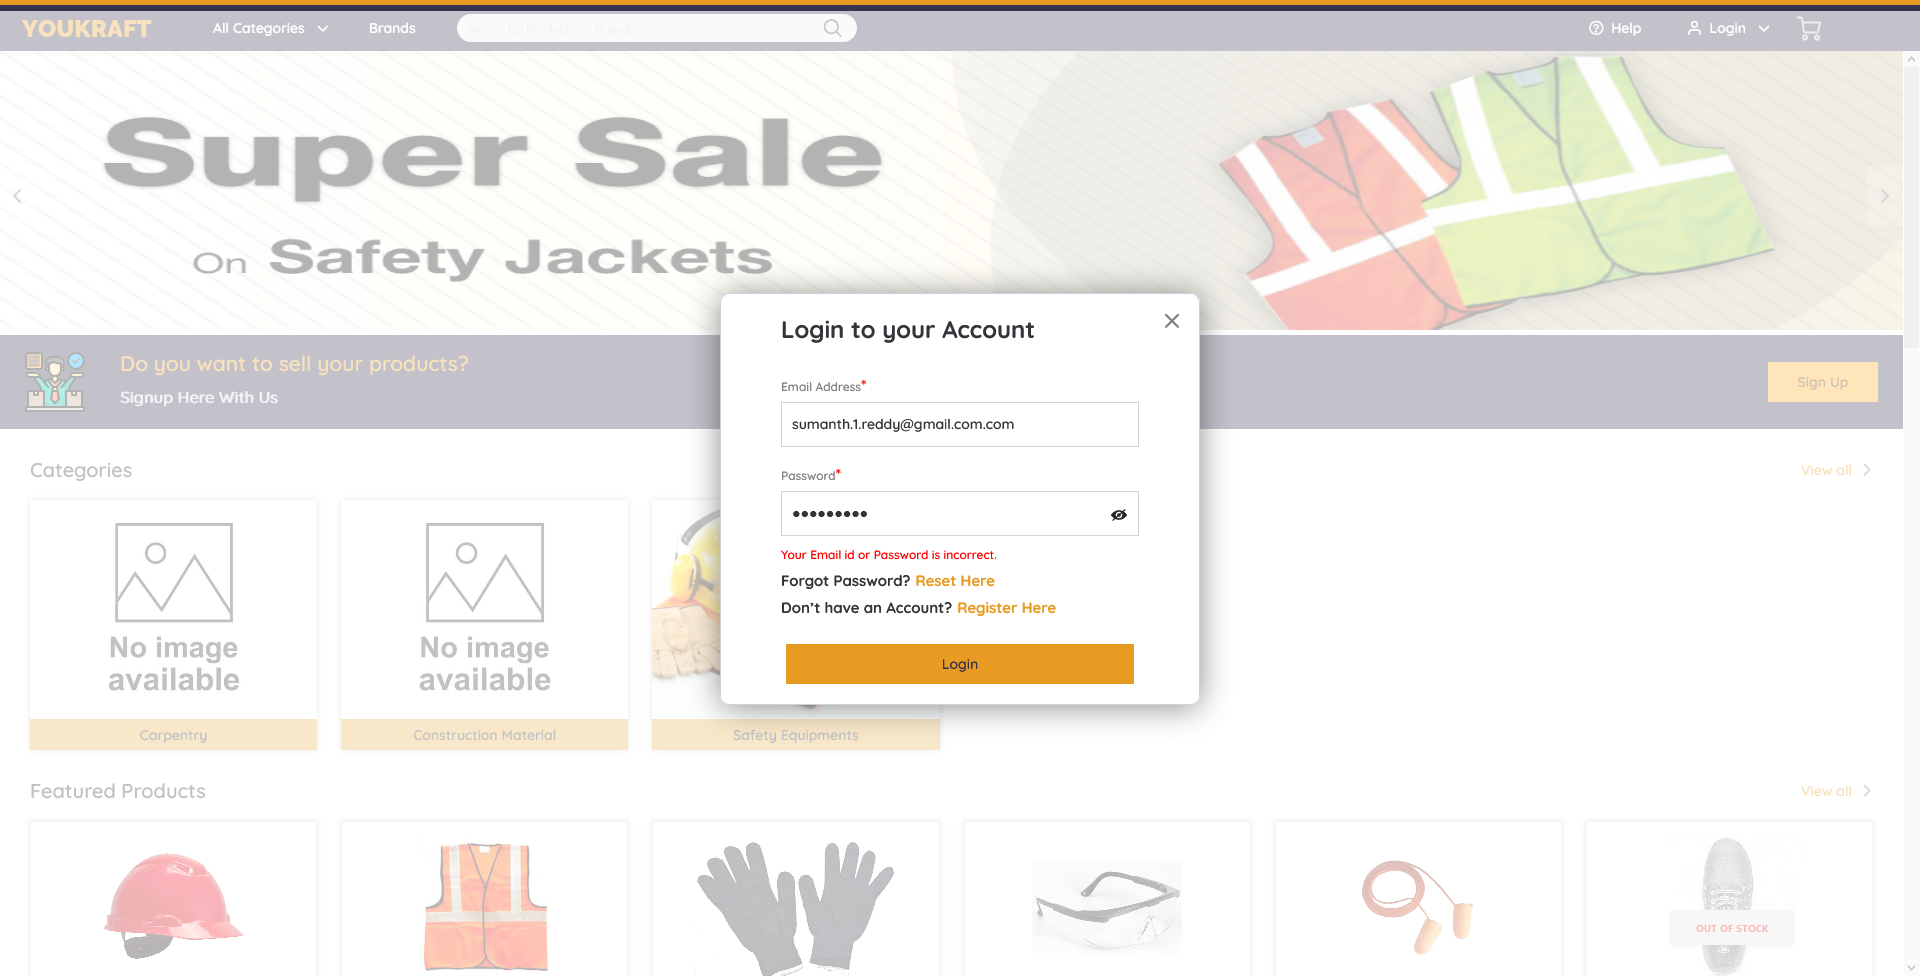 YOUKRAFT
All Categories
Brands
Search by Products or Brands
Help
Login
Super Sale
On Safety Jackets
Do you want to sell your products?
Signup Here With Us
Sign Up
Login to your Account
Email Address*
sumanth.1.reddy@gmail.com.com
Password*
•••••••••
Your Email id or Password is incorrect.
Forgot Password? Reset Here
Don't have an Account? Register Here
Login
Categories
View all
No image
available
No image
available
Carpentry
Construction Material
Safety Equipments
Featured Products
View all
OUT OF STOCK